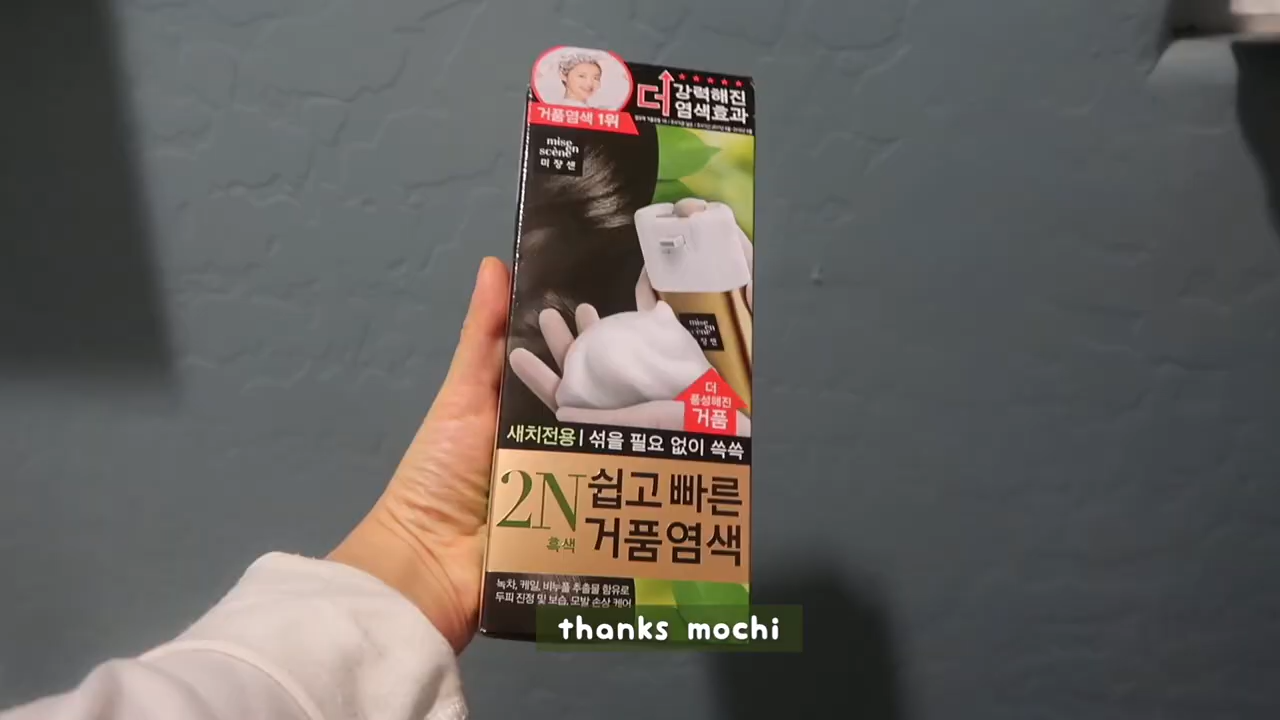 더 강력해진
염색효과
거품염색 1위
mise
en
scène
미쟝센
mise
en
scène
더
풍성해진
거품
새치전용 | 섞을 필요 없이 쓱쓱
2N 쉽고 빠른
흑색 거품염색
녹차, 케일, 비누풀 추출물 함유로
두피 진정 및 보습, 모발 손상 케어
thanks mochi